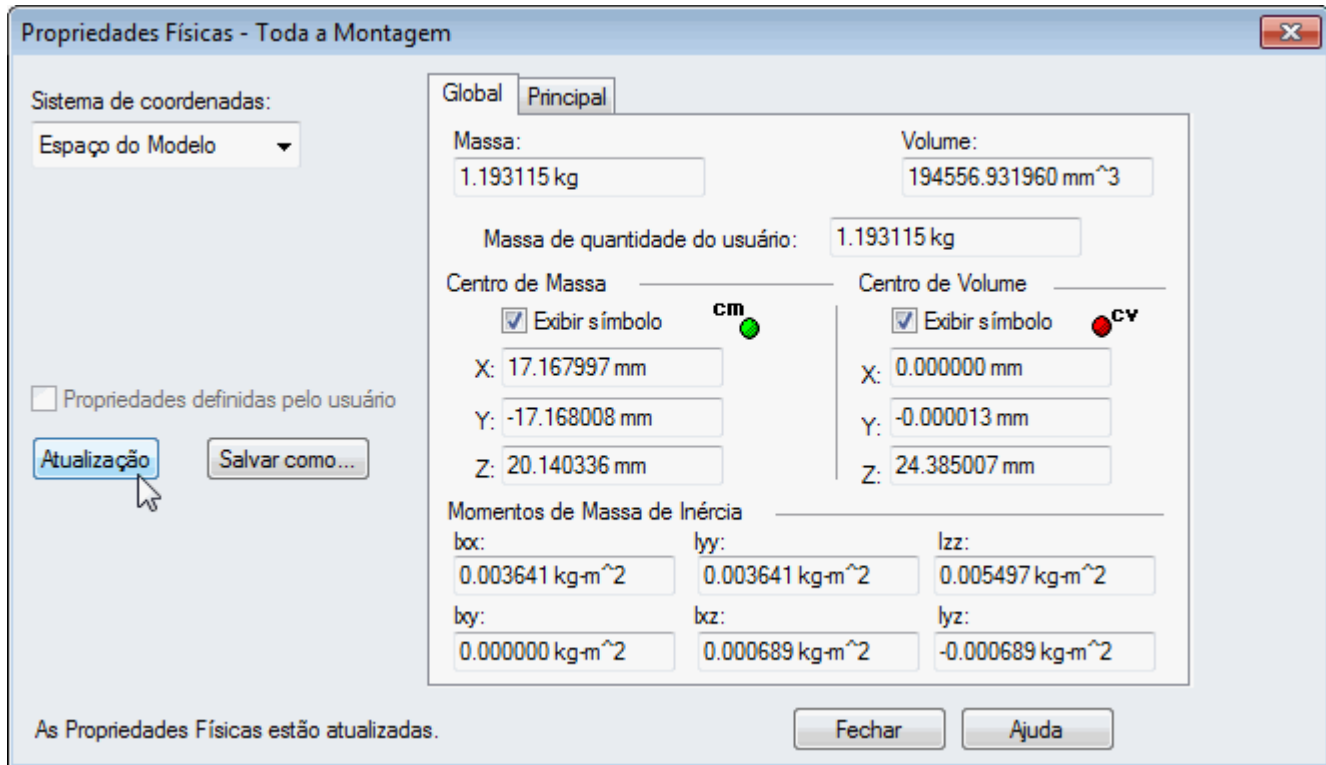 Propriedades Físicas - Toda a Montagem
Sistema de coordenadas:
Espaço do Modelo
Propriedades definidas pelo usuário
Atualização Salvar como...
Global Principal
Massa: Volume:
1.193115 kg 194556.931960 mm^3
Massa de quantidade do usuário: 1.193115 kg
Centro de Massa Centro de Volume
Exibir símbolo cm Exibir símbolo cv
X: 17.167997 mm X: 0.000000 mm
Y: -17.168008 mm Y: -0.000013 mm
Z: 20.140336 mm Z: 24.385007 mm
Momentos de Massa de Inércia
Ixx: Iyy: Izz:
0.003641 kg-m^2 0.003641 kg-m^2 0.005497 kg-m^2
Ixy: Ixz: Iyz:
0.000000 kg-m^2 0.000689 kg-m^2 -0.000689 kg-m^2
As Propriedades Físicas estão atualizadas. Fechar Ajuda